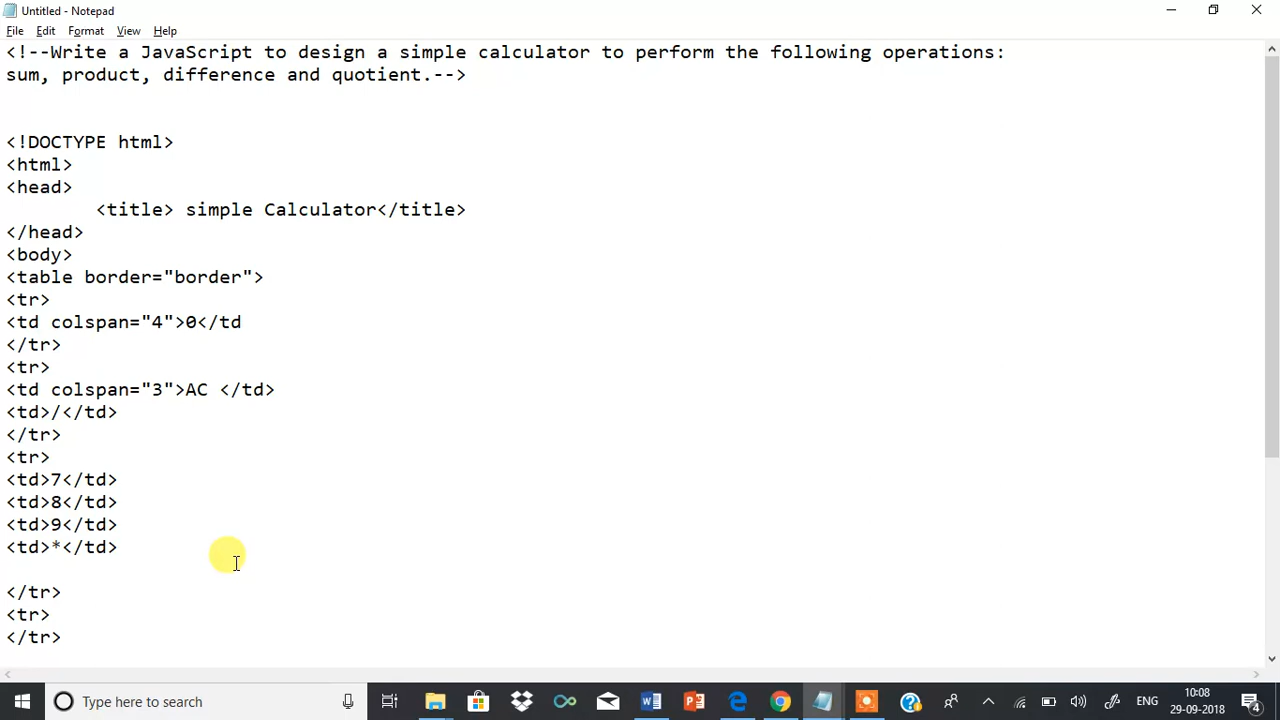 Untitled - Notepad
File Edit Format View Help
<!--Write a JavaScript to design a simple calculator to perform the following operations:
sum, product, difference and quotient.-->
<!DOCTYPE html>
<html>
<head>
<title> simple Calculator</title>
</head>
<body>
<table border="border">
<tr>
<td colspan="4">0</td
</tr>
<tr>
<td colspan="3">AC </td>
<td>/</td>
</tr>
<tr>
<td>7</td>
<td>8</td>
<td>9</td>
<td>*</td>
</tr>
<tr>
</tr>
Type here to search
ENG
10:08
29-09-2018
4